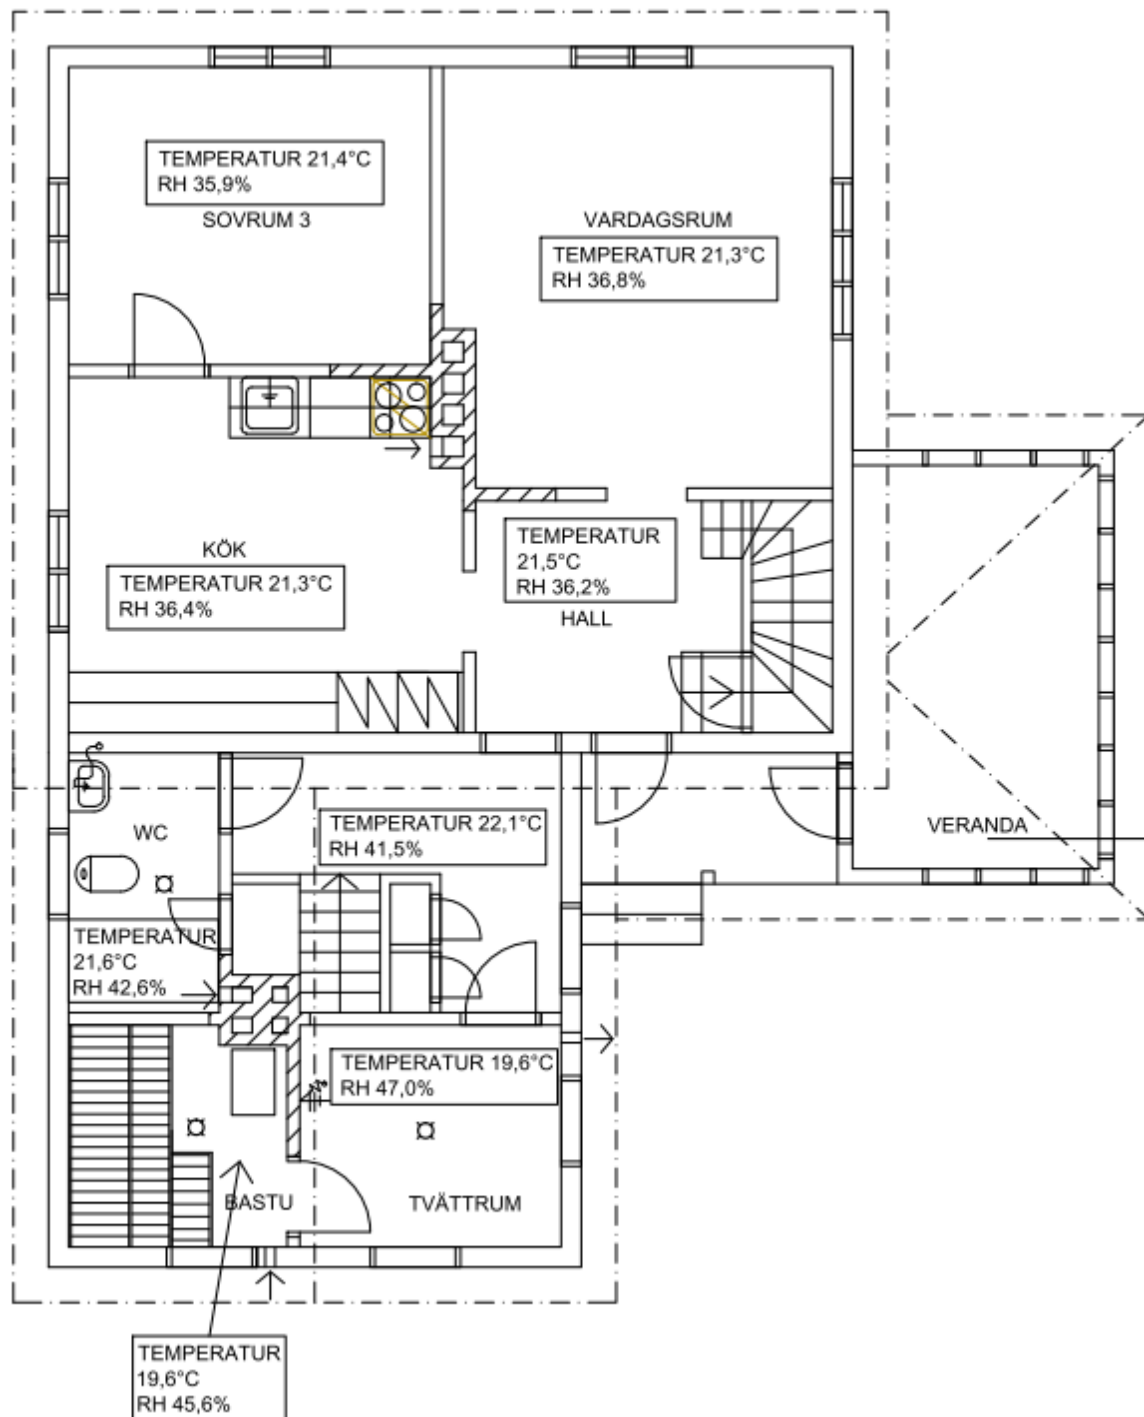 TEMPERATUR 21,4°C
RH 35,9%
SOVRUM 3
VARDAGSRUM
TEMPERATUR 21,3°C
RH 36,8%
KÖK
TEMPERATUR 21,3°C
RH 36,4%
TEMPERATUR
21,5°C
RH 36,2%
HALL
WC
TEMPERATUR 22,1°C
RH 41,5%
VERANDA
TEMPERATUR
21,6°C
RH 42,6%
TEMPERATUR 19,6°C
RH 47,0%
BASTU
TVÄTTRUM
TEMPERATUR
19,6°C
RH 45,6%